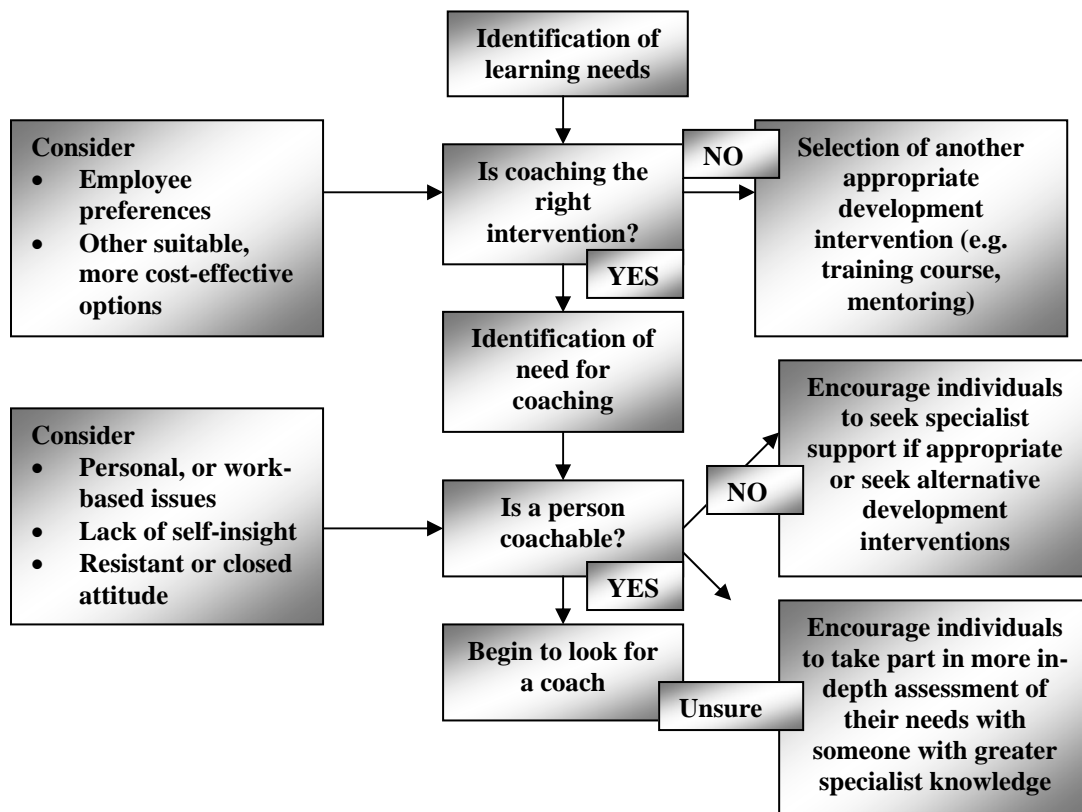 Identification of
learning needs
Consider
• Employee
preferences
• Other suitable,
more cost-effective
options
Is coaching the
right
intervention?
NO
YES
Selection of another
appropriate
development
intervention (e.g.
training course,
mentoring)
Identification of
need for
coaching
Consider
• Personal, or work-
based issues
• Lack of self-insight
• Resistant or closed
attitude
Is a person
coachable?
NO
YES
Encourage individuals
to seek specialist
support if appropriate
or seek alternative
development
interventions
Begin to look for
a coach
Unsure
Encourage individuals
to take part in more in-
depth assessment of
their needs with
someone with greater
specialist knowledge